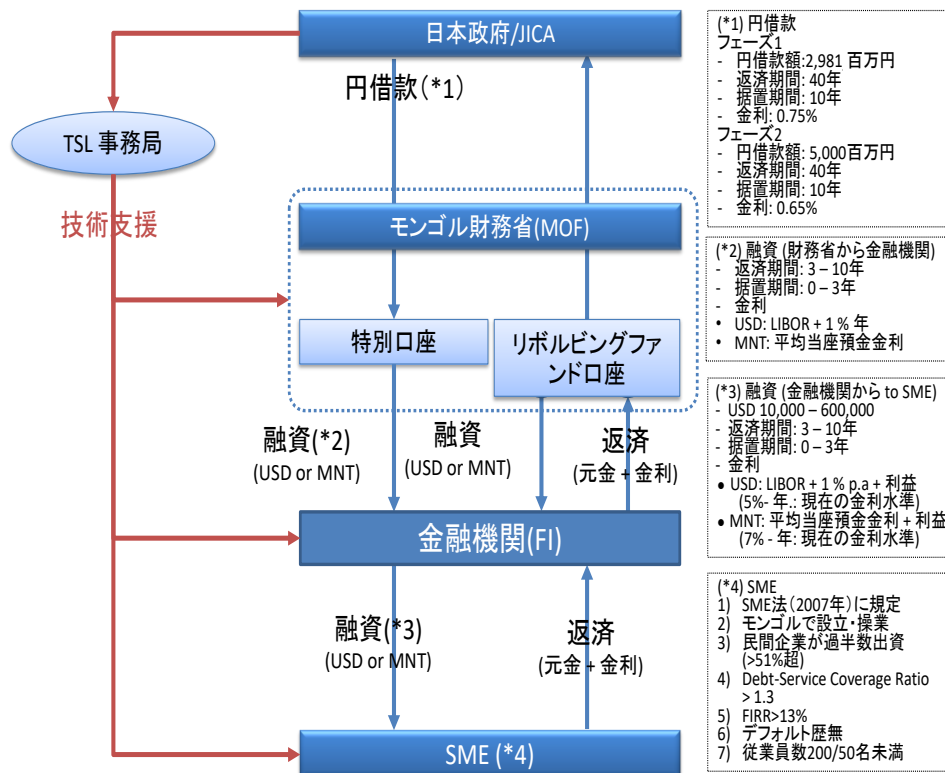 日本政府/JICA
円借款(*1)
TSL 事務局
技術支援
モンゴル財務省(MOF)
特別口座
リボルビングファ
ンド口座
融資(*2)
(USD or MNT)
融資
(USD or MNT)
返済
(元金 + 金利)
金融機関(FI)
融資(*3)
(USD or MNT)
返済
(元金 + 金利)
SME (*4)
(*1) 円借款
フェーズ1
- 円借款額:2,981 百万円
- 返済期間: 40年
- 据置期間: 10年
- 金利: 0.75%
フェーズ2
- 円借款額: 5,000百万円
- 返済期間: 40年
- 据置期間: 10年
- 金利: 0.65%
(*2) 融資 (財務省から金融機関)
- 返済期間: 3 – 10年
- 据置期間: 0 – 3年
- 金利
• USD: LIBOR + 1 % 年
• MNT: 平均当座預金金利
(*3) 融資 (金融機関から to SME)
- USD 10,000 – 600,000
- 返済期間: 3 – 10年
- 据置期間: 0 – 3年
- 金利
• USD: LIBOR + 1 % p.a + 利益
(5%- 年.: 現在の金利水準)
• MNT: 平均当座預金金利 + 利益
(7% - 年: 現在の金利水準)
(*4) SME
1) SME法(2007年)に規定
2) モンゴルで設立・操業
3) 民間企業が過半数出資
(>51%超)
4) Debt-Service Coverage Ratio
> 1.3
5) FIRR>13%
6) デフォルト歴無
7) 従業員数200/50名未満